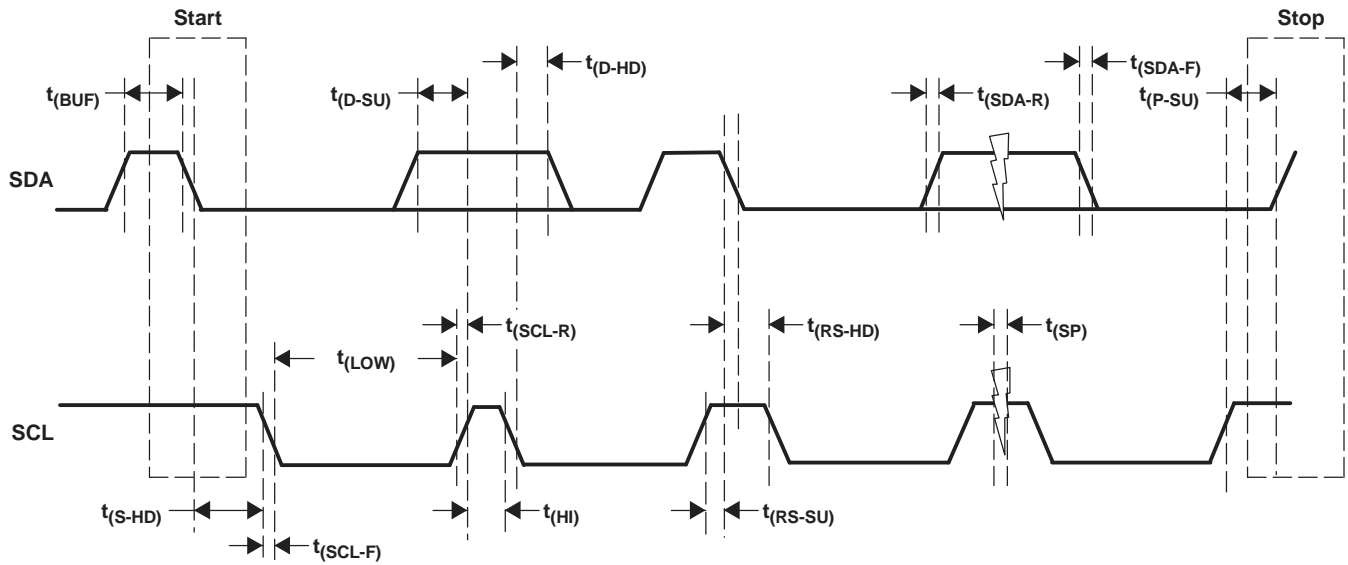 Start
Stop
t(BUF)
t(D-SU)
t(D-HD)
t(SDA-R)
t(SDA-F)
t(P-SU)
SDA
t(LOW)
t(SCL-R)
t(RS-HD)
t(SP)
SCL
t(S-HD)
t(SCL-F)
t(HI)
t(RS-SU)